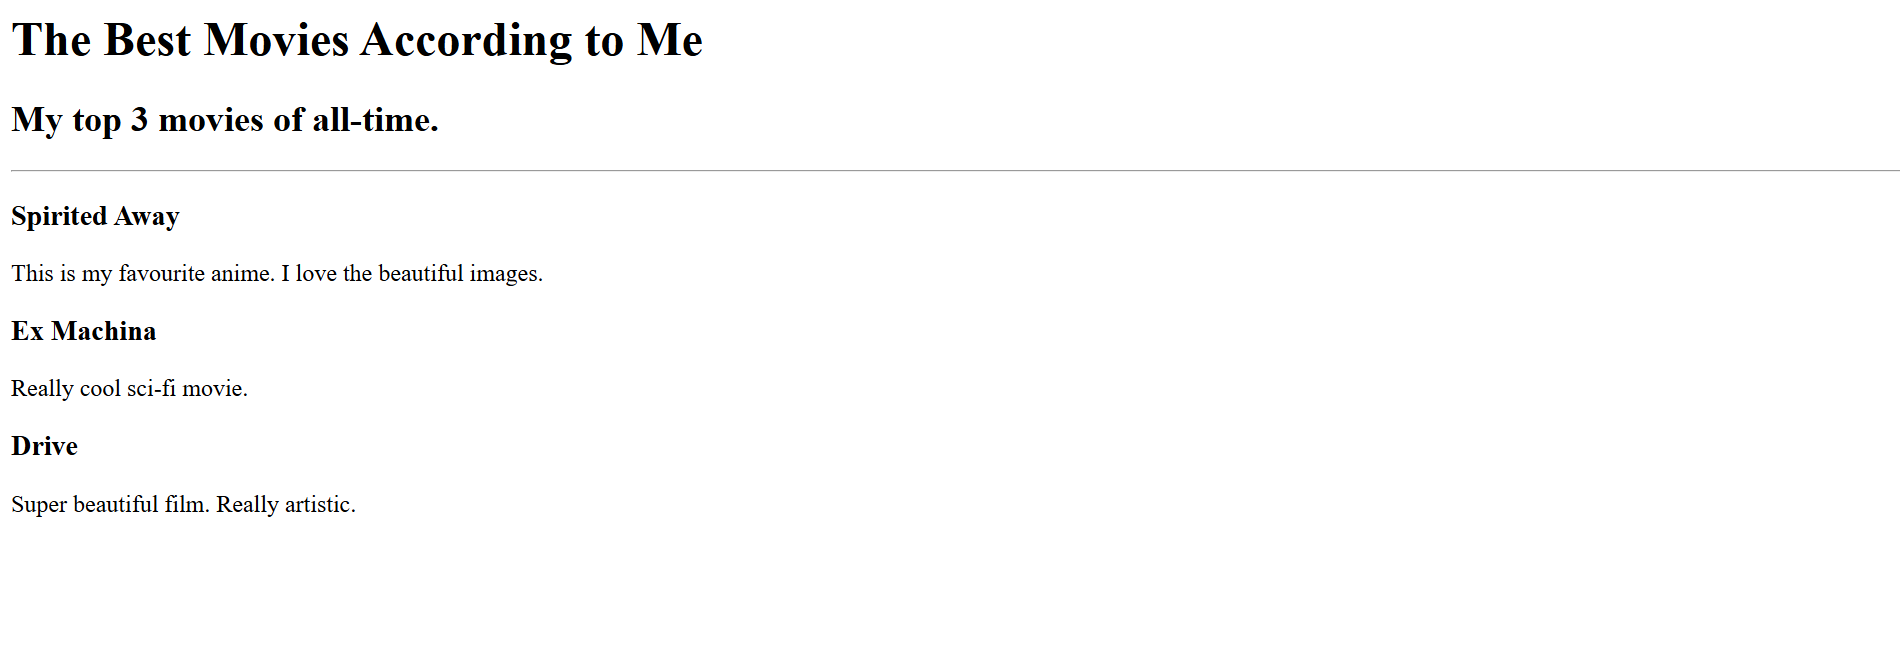 The Best Movies According to Me
My top 3 movies of all-time.
Spirited Away
This is my favourite anime. I love the beautiful images.
Ex Machina
Really cool sci-fi movie.
Drive
Super beautiful film. Really artistic.